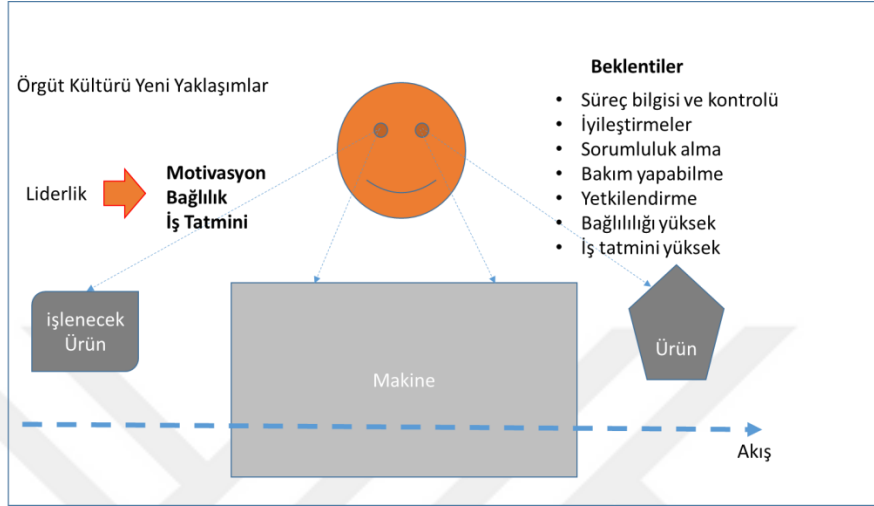 Örgüt Kültürü Yeni Yaklaşımlar
Liderlik
Motivasyon
Bağlılık
İş Tatmini
Beklentiler
• Süreç bilgisi ve kontrolü
• İyileştirmeler
• Sorumluluk alma
• Bakım yapabilme
• Yetkilendirme
• Bağlılılığı yüksek
• İş tatmini yüksek
işlenecek
Ürün
Makine
Ürün
Akış